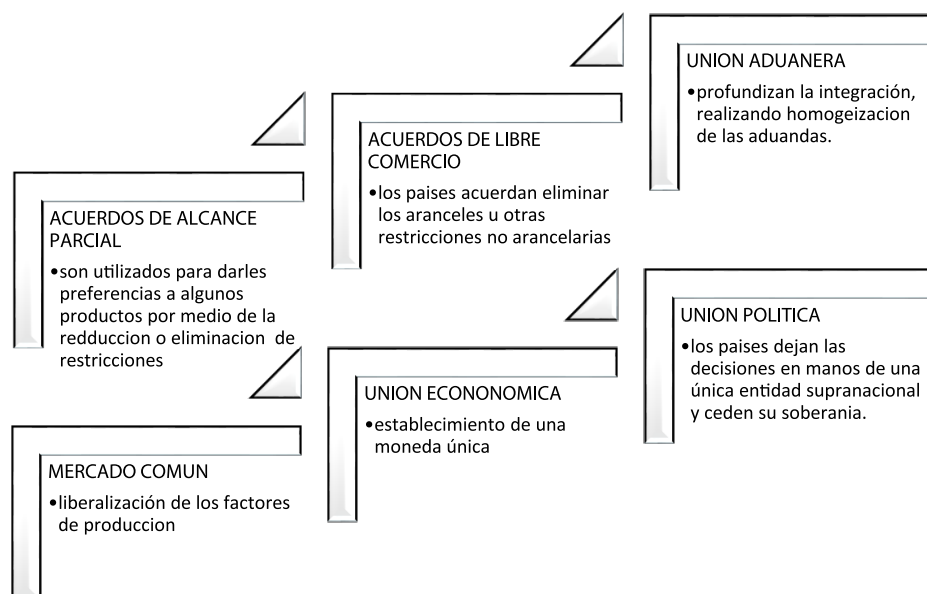 ACUERDOS DE ALCANCE
PARCIAL
•son utilizados para darles
preferencias a algunos
productos por medio de la
redduccion o eliminacion de
restricciones
ACUERDOS DE LIBRE
COMERCIO
•los paises acuerdan eliminar
los aranceles u otras
restricciones no arancelarias
UNION ADUANERA
•profundizan la integración,
realizando homogeizacion
de las aduandas.
MERCADO COMUN
•liberalización de los factores
de produccion
UNION ECONONOMICA
•establecimiento de una
moneda única
UNION POLITICA
•los paises dejan las
decisiones en manos de una
única entidad supranacional
y ceden su soberania.